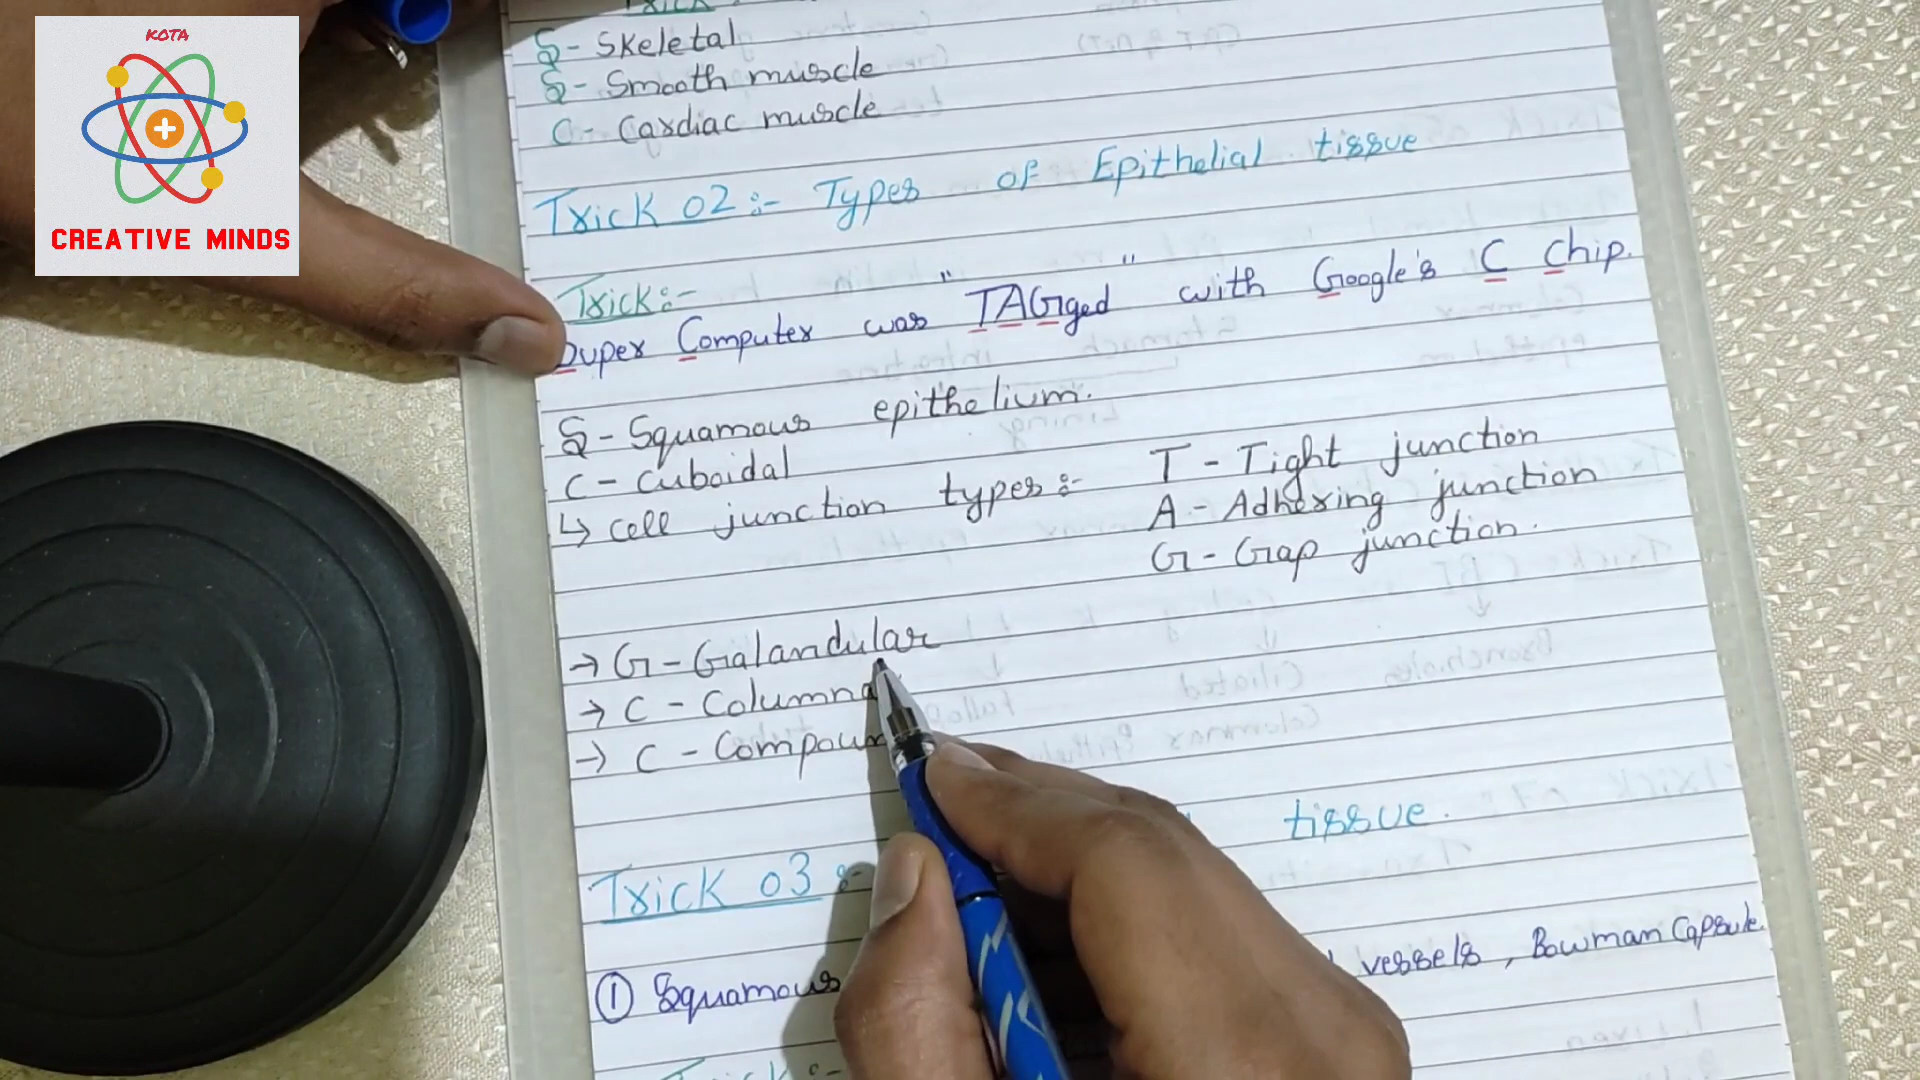 KOTA
CREATIVE MINDS
S - Skeletal
S - Smooth muscle
C - Cardiac muscle
Trick 02 :- Types of Epithelial tissue
Trick :-
"
"
Super Computer was TAGged with Google's C Chip.
S - Squamous epithelium.
C - Cuboidal
↳ cell junction types :-
T - Tight junction
A - Adhering junction
G - Gap junction.
→ G - Galandular
→ C - Columna
→ C - Compoun
Trick 03 :-
tissue.
① Squamous
vessels, Bowman Capsule.
Trick :-